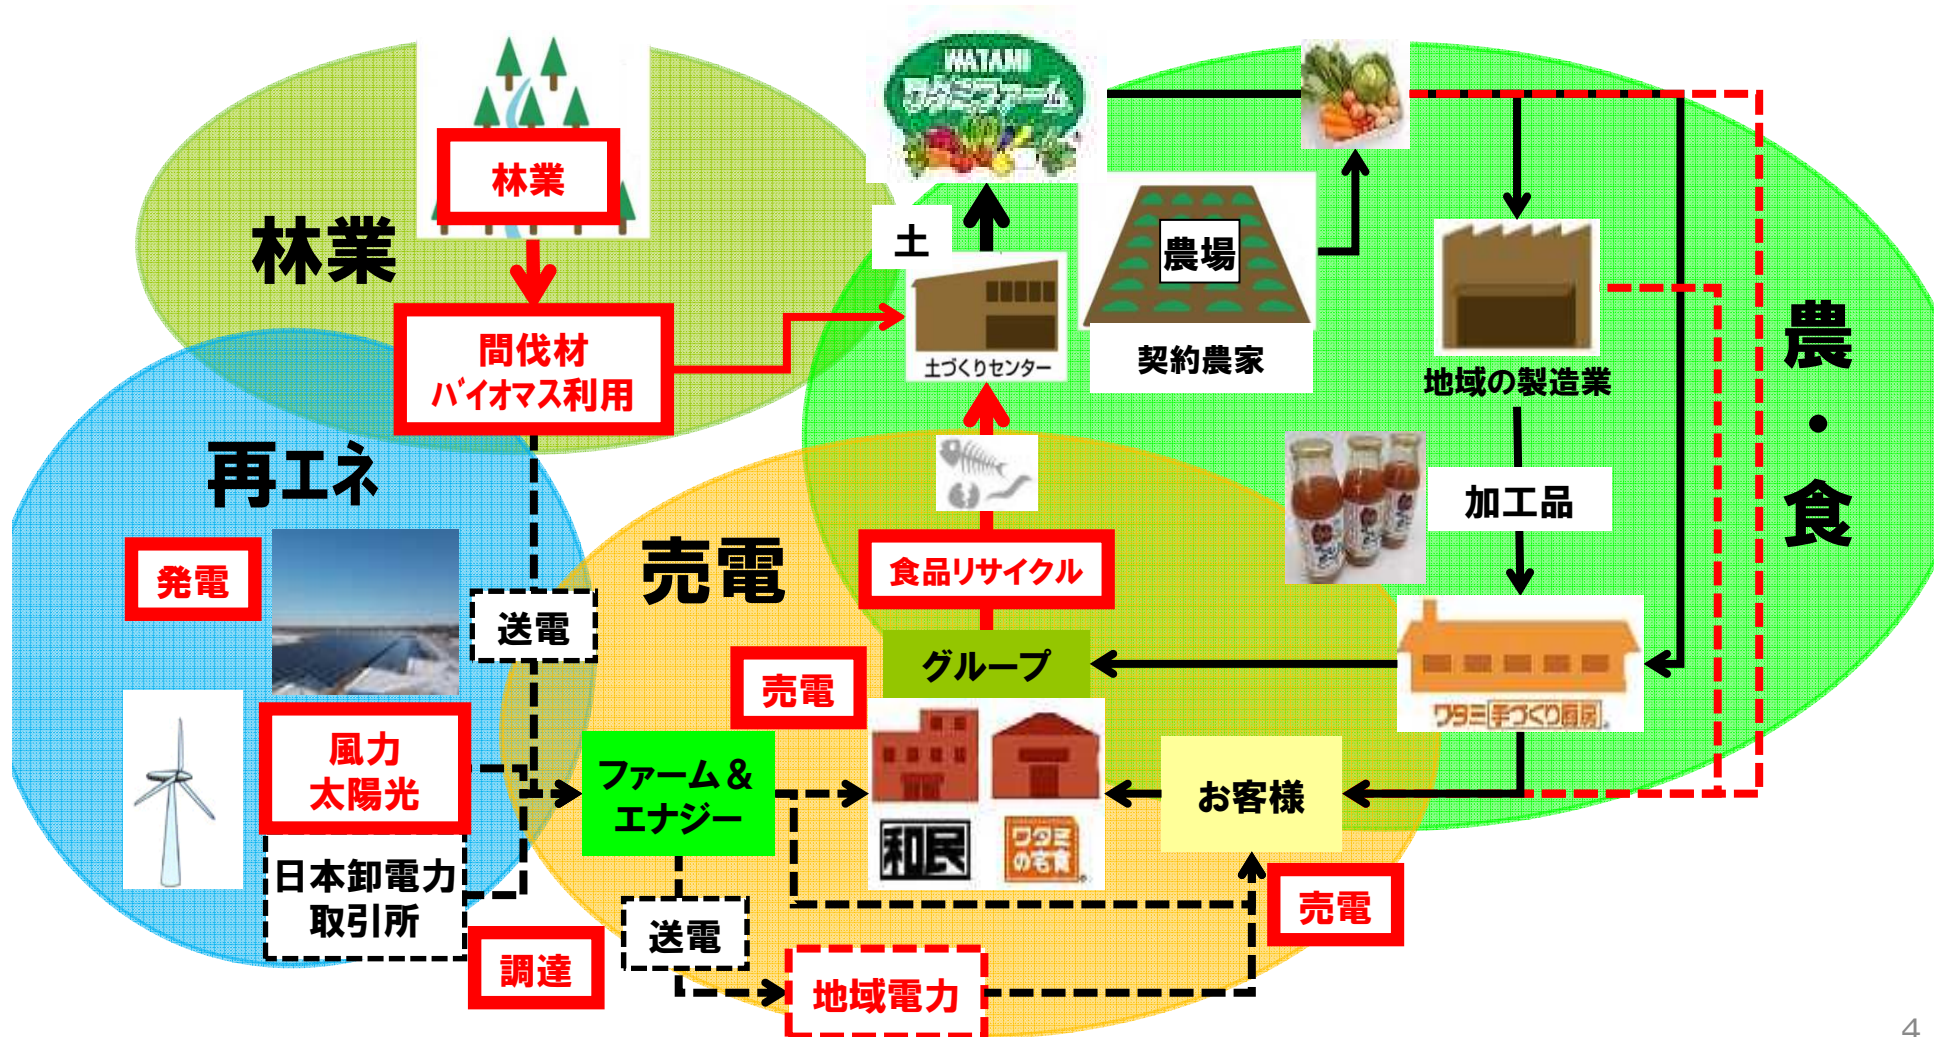 WATAMI
ワタミファーム
林業
林業
土
農場
間伐材
バイオマス利用
土づくりセンター
契約農家
地域の製造業
農・食
再エネ
発電
売電
食品リサイクル
加工品
送電
グループ
売電
ワタミ手づくり厨房
風力
太陽光
ファーム&
エナジー
お客様
和民
ワタミ
の宅食
日本卸電力
取引所
売電
送電
調達
地域電力
4